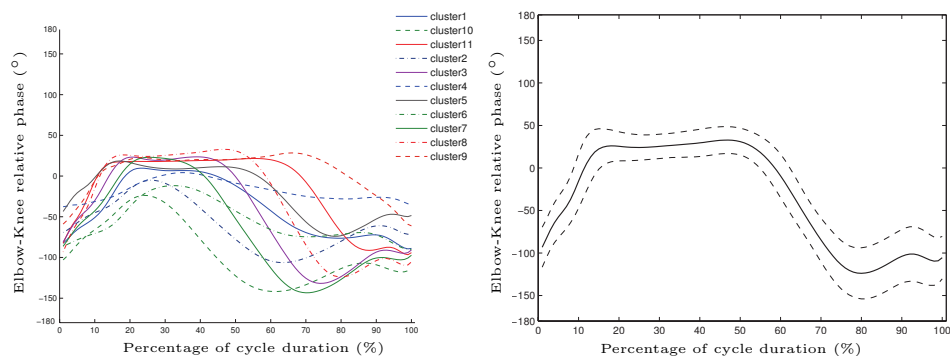 180
150
100
50
0
−50
−100
−150
−180
0
10
20
30
40
50
60
70
80
90
100
Elbow-Knee relative phase (°)
Percentage of cycle duration (%)
cluster1
cluster10
cluster11
cluster2
cluster3
cluster4
cluster5
cluster6
cluster7
cluster8
cluster9
180
150
100
50
0
−50
−100
−150
−180
0
10
20
30
40
50
60
70
80
90
100
Elbow-Knee relative phase (°)
Percentage of cycle duration (%)